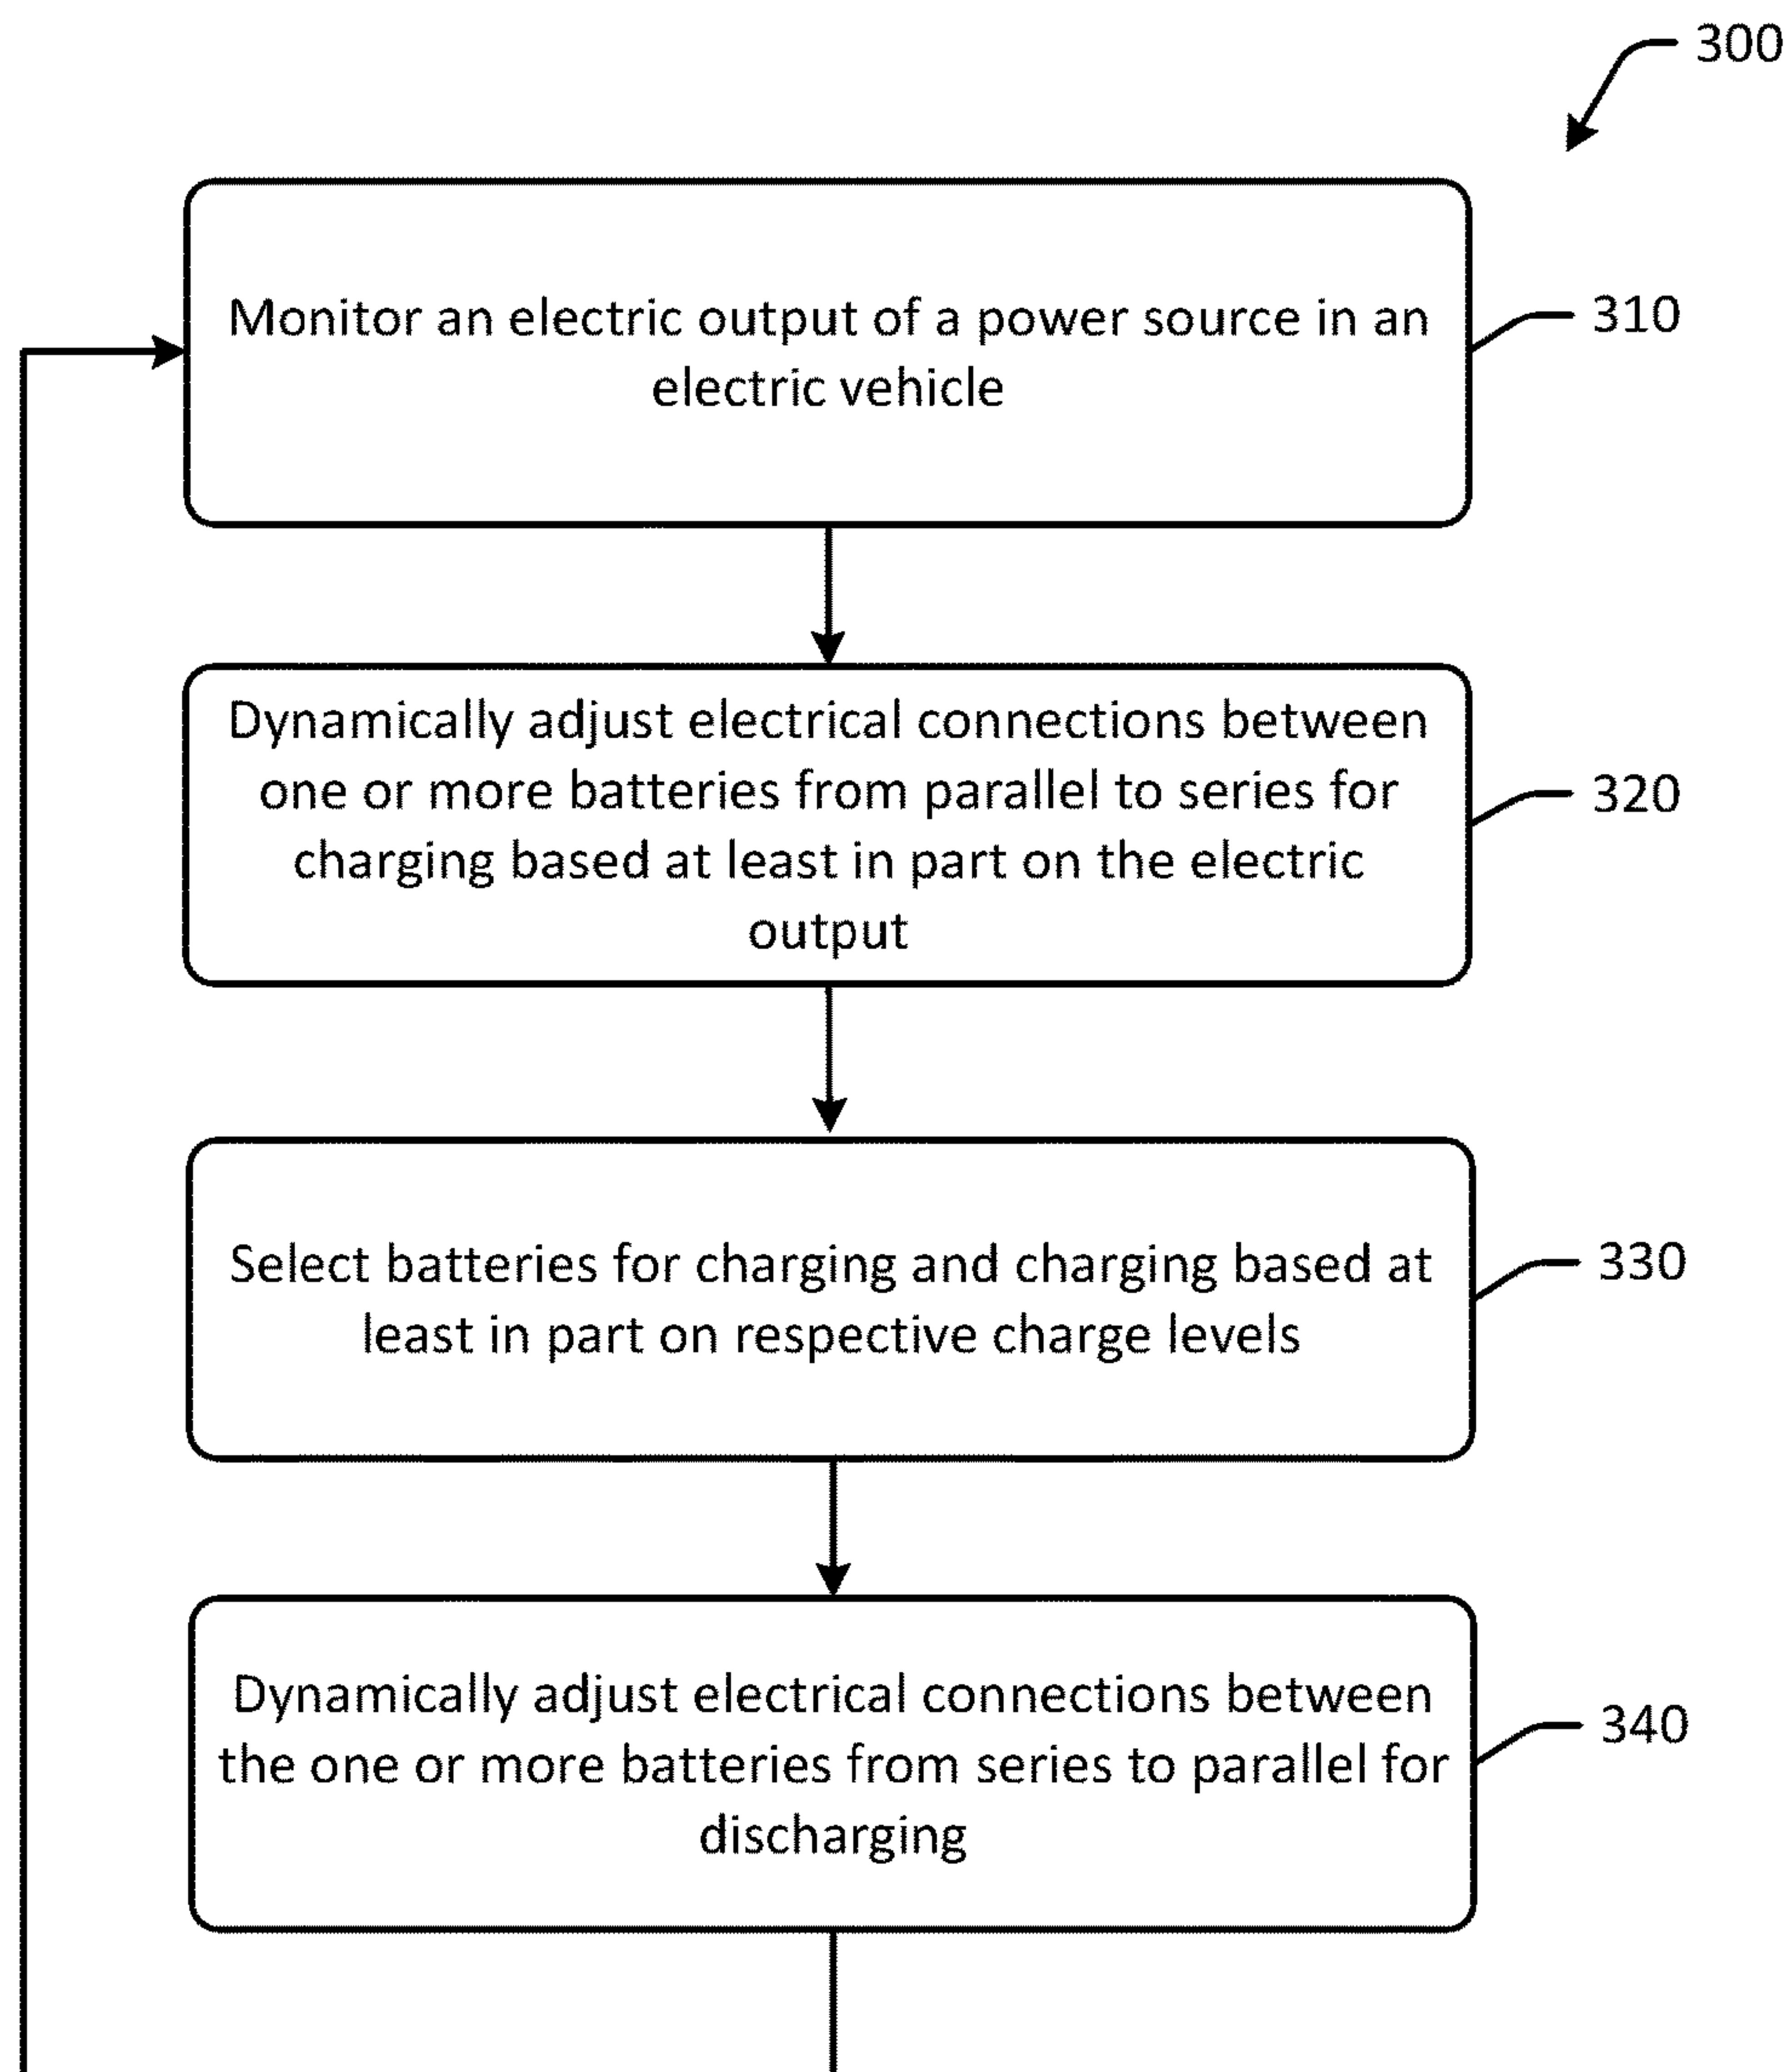 300
Monitor an electric output of a power source in an
electric vehicle
310
Dynamically adjust electrical connections between
one or more batteries from parallel to series for
charging based at least in part on the electric
output
320
Select batteries for charging and charging based at
least in part on respective charge levels
330
Dynamically adjust electrical connections between
the one or more batteries from series to parallel for
discharging
340